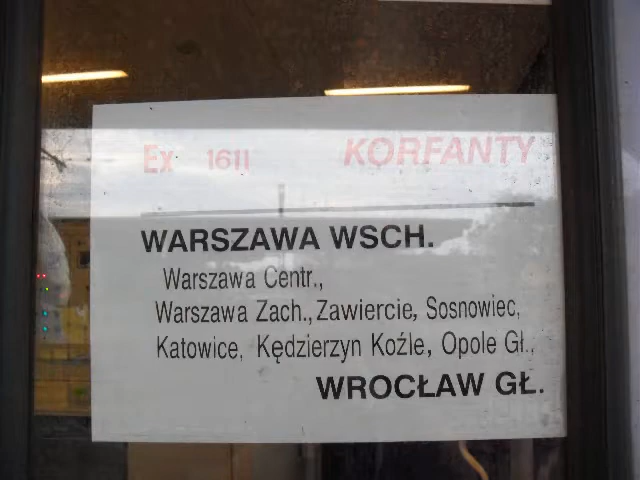 Ex 1611 KORFANTY
WARSZAWA WSCH.
Warszawa Centr.,
Warszawa Zach., Zawiercie, Sosnowiec,
Katowice, Kędzierzyn Koźle, Opole Gł.,
WROCŁAW GŁ.